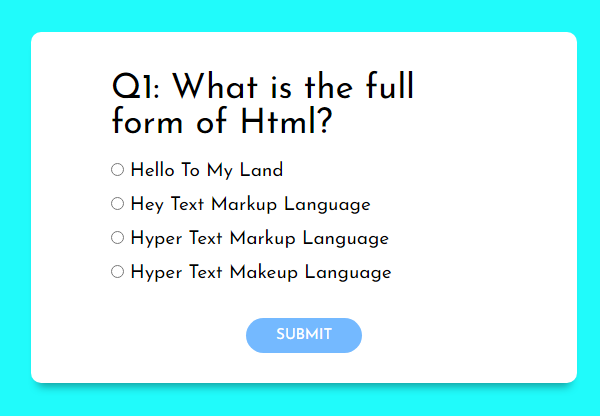 Q1: What is the full
form of Html?
Hello To My Land
Hey Text Markup Language
Hyper Text Markup Language
Hyper Text Makeup Language
SUBMIT